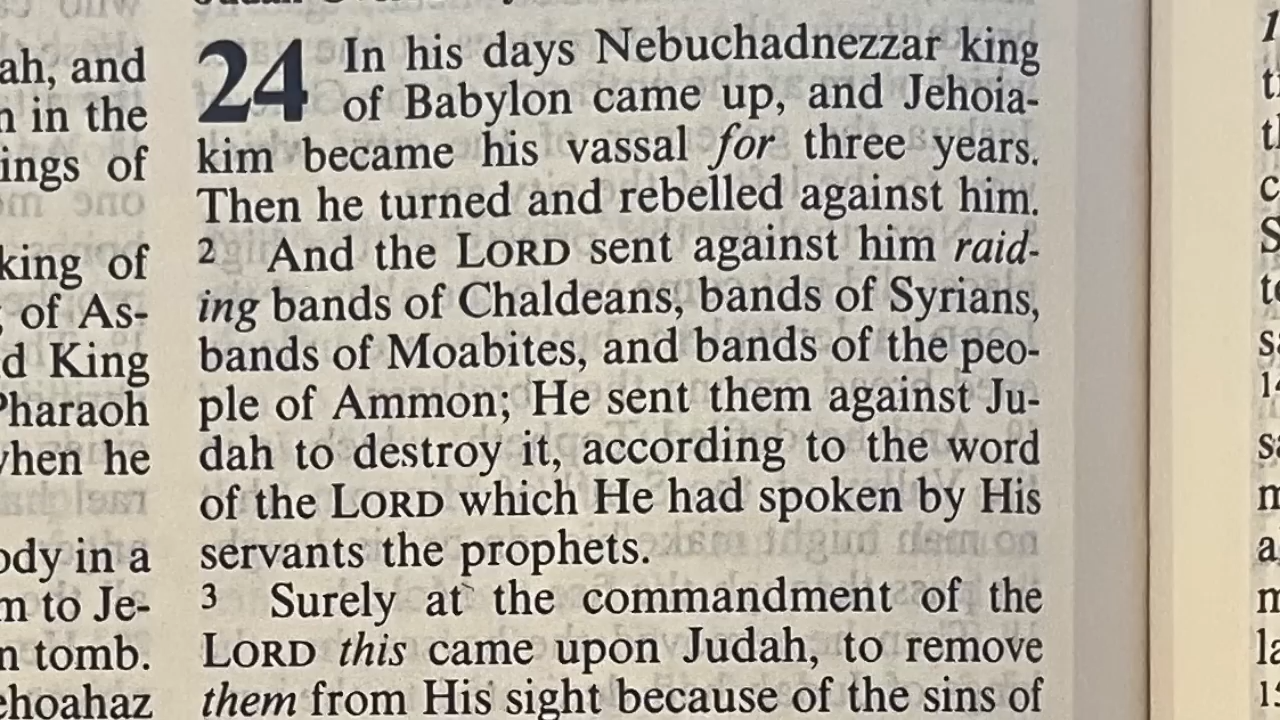 ah, and
in the
ings of
king of
of As-
d King
Pharaoh
when he
ody in a
m to Je-
n tomb.
ehoahaz
24 In his days Nebuchadnezzar king
of Babylon came up, and Jehoia-
kim became his vassal for three years.
Then he turned and rebelled against him.
2 And the LORD sent against him raid-
ing bands of Chaldeans, bands of Syrians,
bands of Moabites, and bands of the peo-
ple of Ammon; He sent them against Ju-
dah to destroy it, according to the word
of the LORD which He had spoken by His
servants the prophets.
3 Surely at the commandment of the
LORD this came upon Judah, to remove
them from His sight because of the sins of